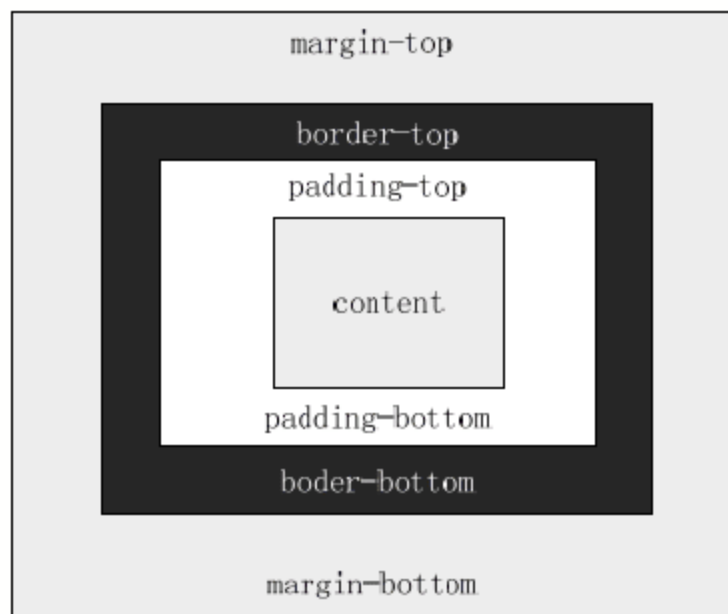 margin-top
border-top
padding-top
content
padding-bottom
boder-bottom
margin-bottom